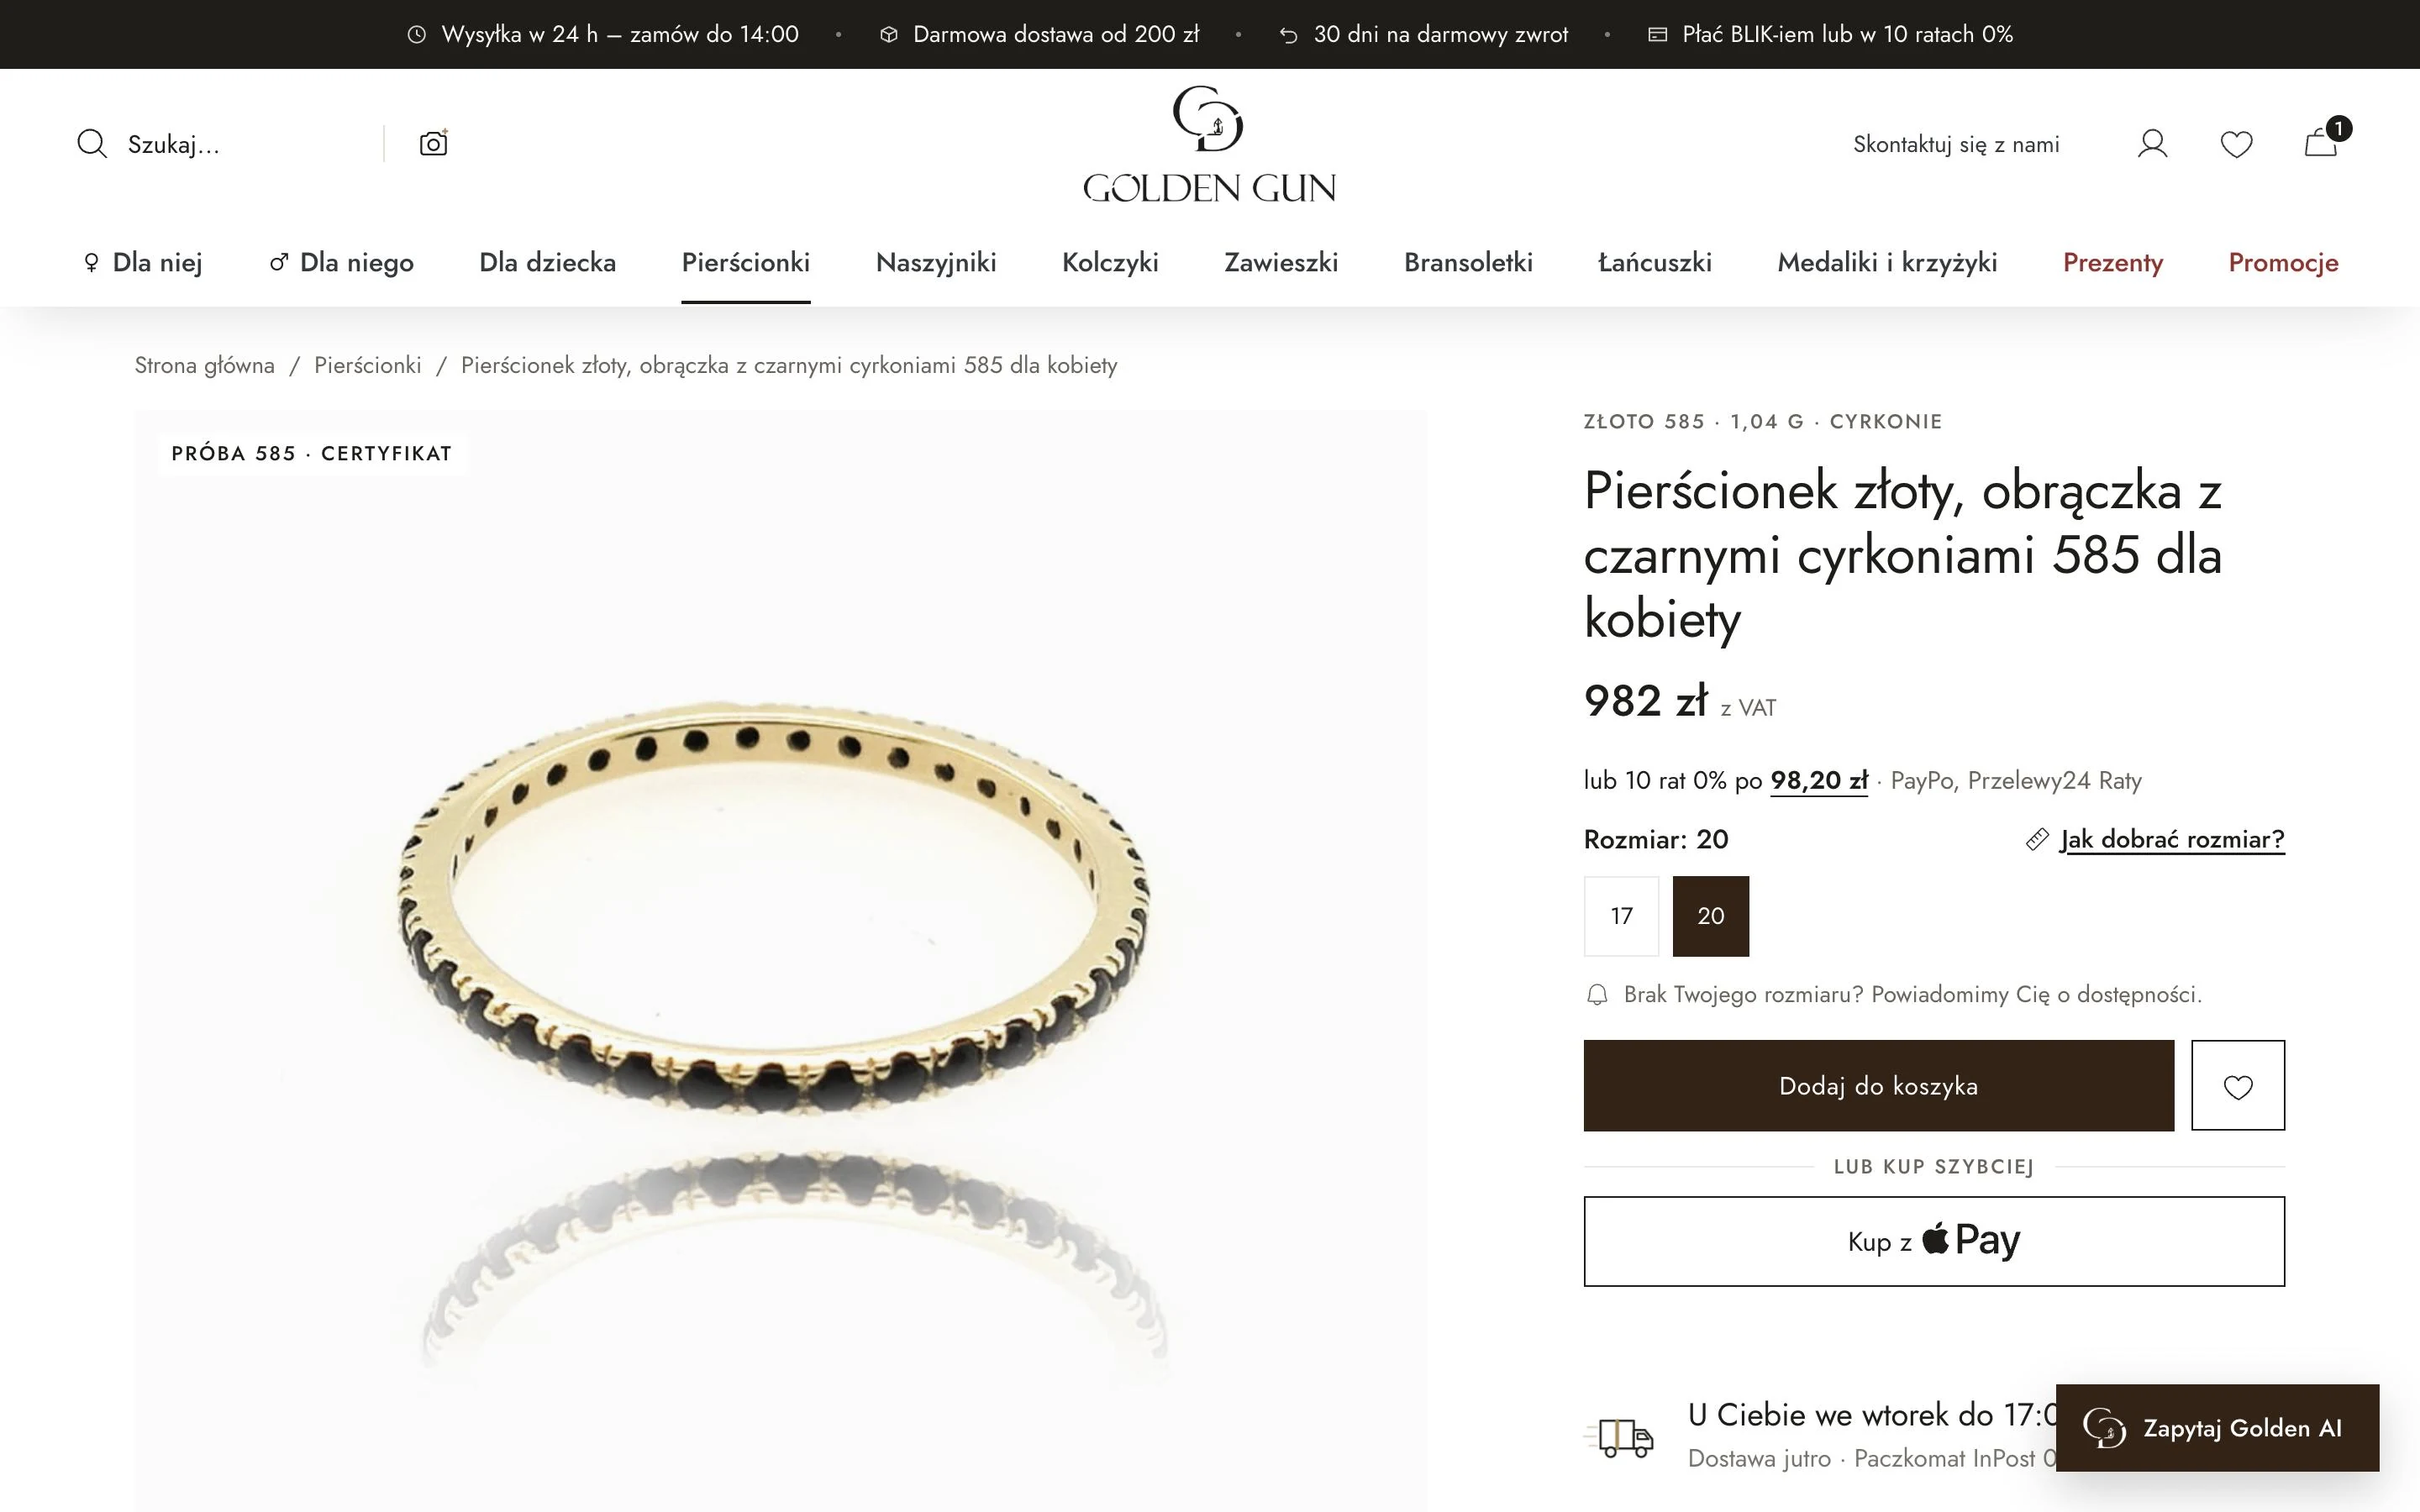 Wysyłka w 24 h – zamów do 14:00 • Darmowa dostawa od 200 zł • 30 dni na darmowy zwrot • Płać BLIK-iem lub w 10 ratach 0%
Szukaj...
GOLDEN GUN
Skontaktuj się z nami
1
Dla niej
Dla niego
Dla dziecka
Pierścionki
Naszyjniki
Kolczyki
Zawieszki
Bransoletki
Łańcuszki
Medaliki i krzyżyki
Prezenty
Promocje
Strona główna / Pierścionki / Pierścionek złoty, obrączka z czarnymi cyrkoniami 585 dla kobiety
PRÓBA 585 · CERTYFIKAT
ZŁOTO 585 · 1,04 G · CYRKONIE
Pierścionek złoty, obrączka z
czarnymi cyrkoniami 585 dla
kobiety
982 zł z VAT
lub 10 rat 0% po 98,20 zł · PayPo, Przelewy24 Raty
Rozmiar: 20
Jak dobrać rozmiar?
17
20
Brak Twojego rozmiaru? Powiadomimy Cię o dostępności.
Dodaj do koszyka
LUB KUP SZYBCIEJ
Kup z Pay
U Ciebie we wtorek do 17:0
Dostawa jutro · Paczkomat InPost 0
Zapytaj Golden AI